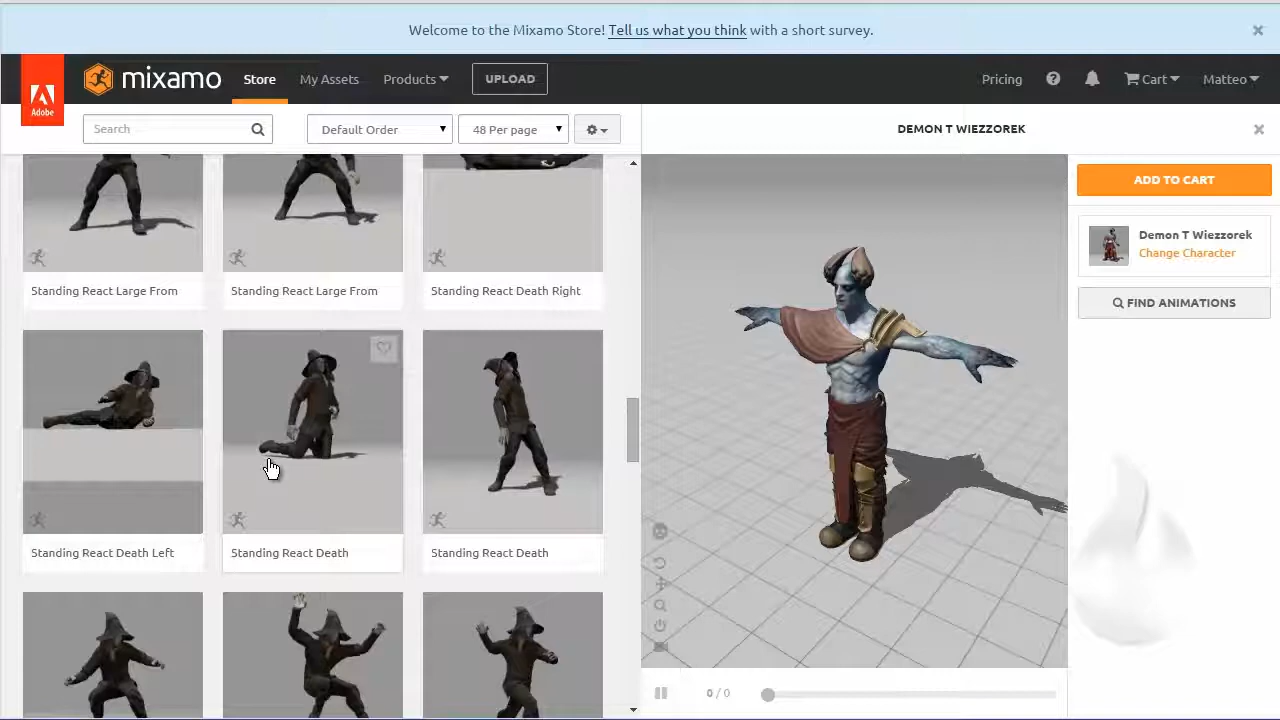 Welcome to the Mixamo Store! Tell us what you think with a short survey.
Adobe
mixamo
Store
My Assets
Products
UPLOAD
Pricing
Cart
Matteo
Search
Default Order
48 Per page
DEMON T WIEZZOREK
ADD TO CART
Demon T Wiezzorek
Change Character
FIND ANIMATIONS
Standing React Large From
Standing React Large From
Standing React Death Right
Standing React Death Left
Standing React Death
Standing React Death
0 / 0